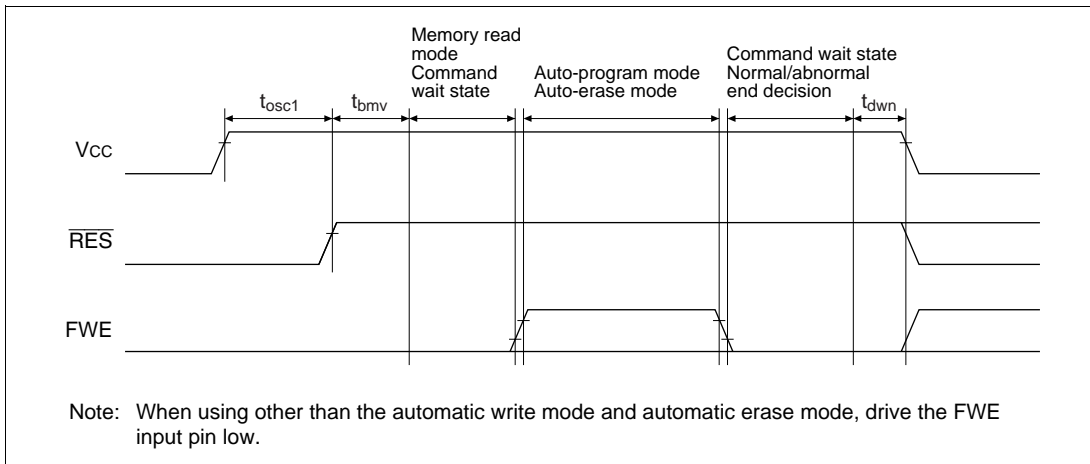 Memory read
mode
Command
wait state
Auto-program mode
Auto-erase mode
Command wait state
Normal/abnormal
end decision
tosc1
tbmv
tdwn
VCC
RES
FWE
Note: When using other than the automatic write mode and automatic erase mode, drive the FWE
input pin low.